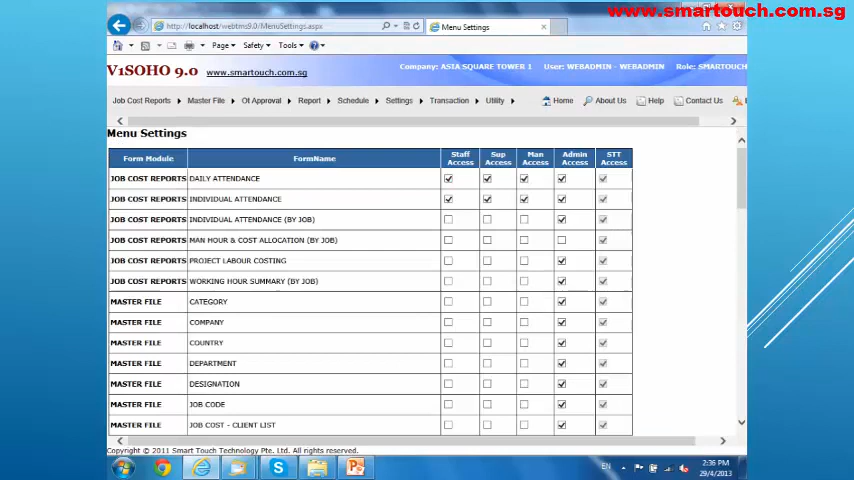 www.smartouch.com.sg
http://localhost/webtms9.0/MenuSettings.aspx
Menu Settings
Page Safety Tools
V1SOHO 9.0 www.smartouch.com.sg Company: ASIA SQUARE TOWER 1 User: WEBADMIN - WEBADMIN Role: SMARTOUCH
Job Cost Reports Master File Ot Approval Report Schedule Settings Transaction Utility Home About Us Help Contact Us
Menu Settings
Form Module FormName Staff Access Sup Access Man Access Admin Access STT Access
JOB COST REPORTS DAILY ATTENDANCE
JOB COST REPORTS INDIVIDUAL ATTENDANCE
JOB COST REPORTS INDIVIDUAL ATTENDANCE (BY JOB)
JOB COST REPORTS MAN HOUR & COST ALLOCATION (BY JOB)
JOB COST REPORTS PROJECT LABOUR COSTING
JOB COST REPORTS WORKING HOUR SUMMARY (BY JOB)
MASTER FILE CATEGORY
MASTER FILE COMPANY
MASTER FILE COUNTRY
MASTER FILE DEPARTMENT
MASTER FILE DESIGNATION
MASTER FILE JOB CODE
MASTER FILE JOB COST - CLIENT LIST
Copyright © 2011 Smart Touch Technology Pte. Ltd. All rights reserved.
EN 2:36 PM
29/4/2013